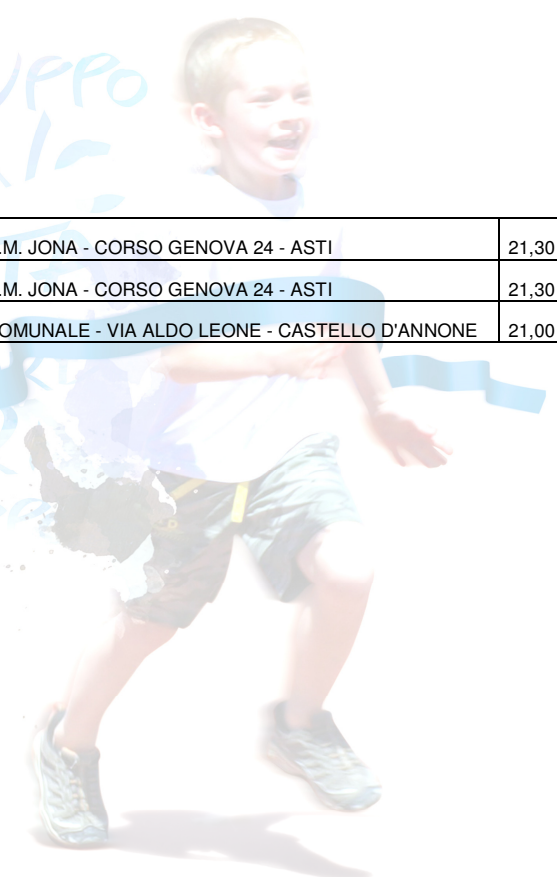 UPPO
.M. JONA - CORSO GENOVA 24 - ASTI 21,30
.M. JONA - CORSO GENOVA 24 - ASTI 21,30
OMUNALE - VIA ALDO LEONE - CASTELLO D'ANNONE 21,00